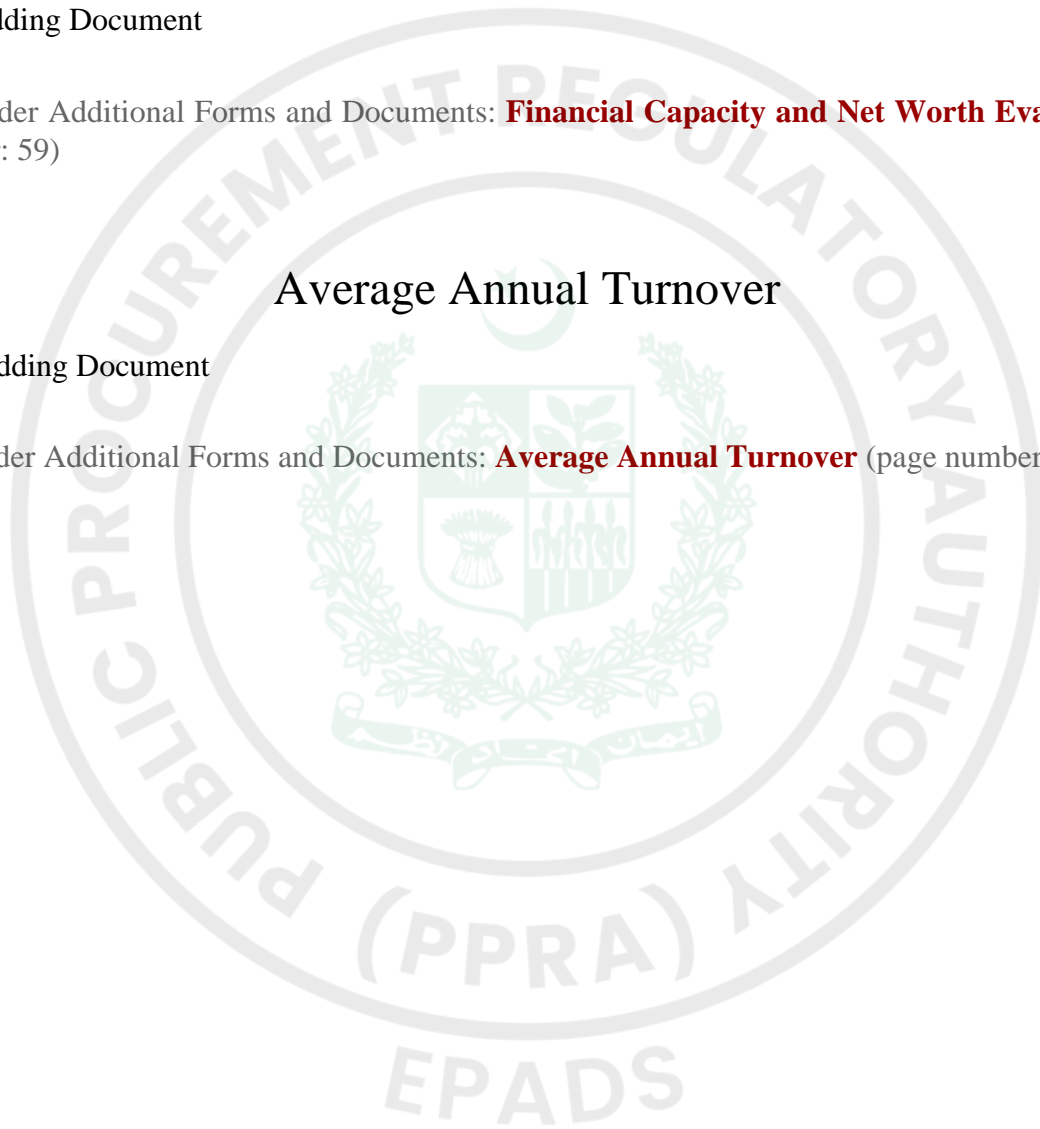 dding Document
der Additional Forms and Documents: Financial Capacity and Net Worth Eva
: 59)
Average Annual Turnover
dding Document
der Additional Forms and Documents: Average Annual Turnover (page number
PUBLIC PROCUREMENT REGULATORY AUTHORITY
(PPRA)
EPADS